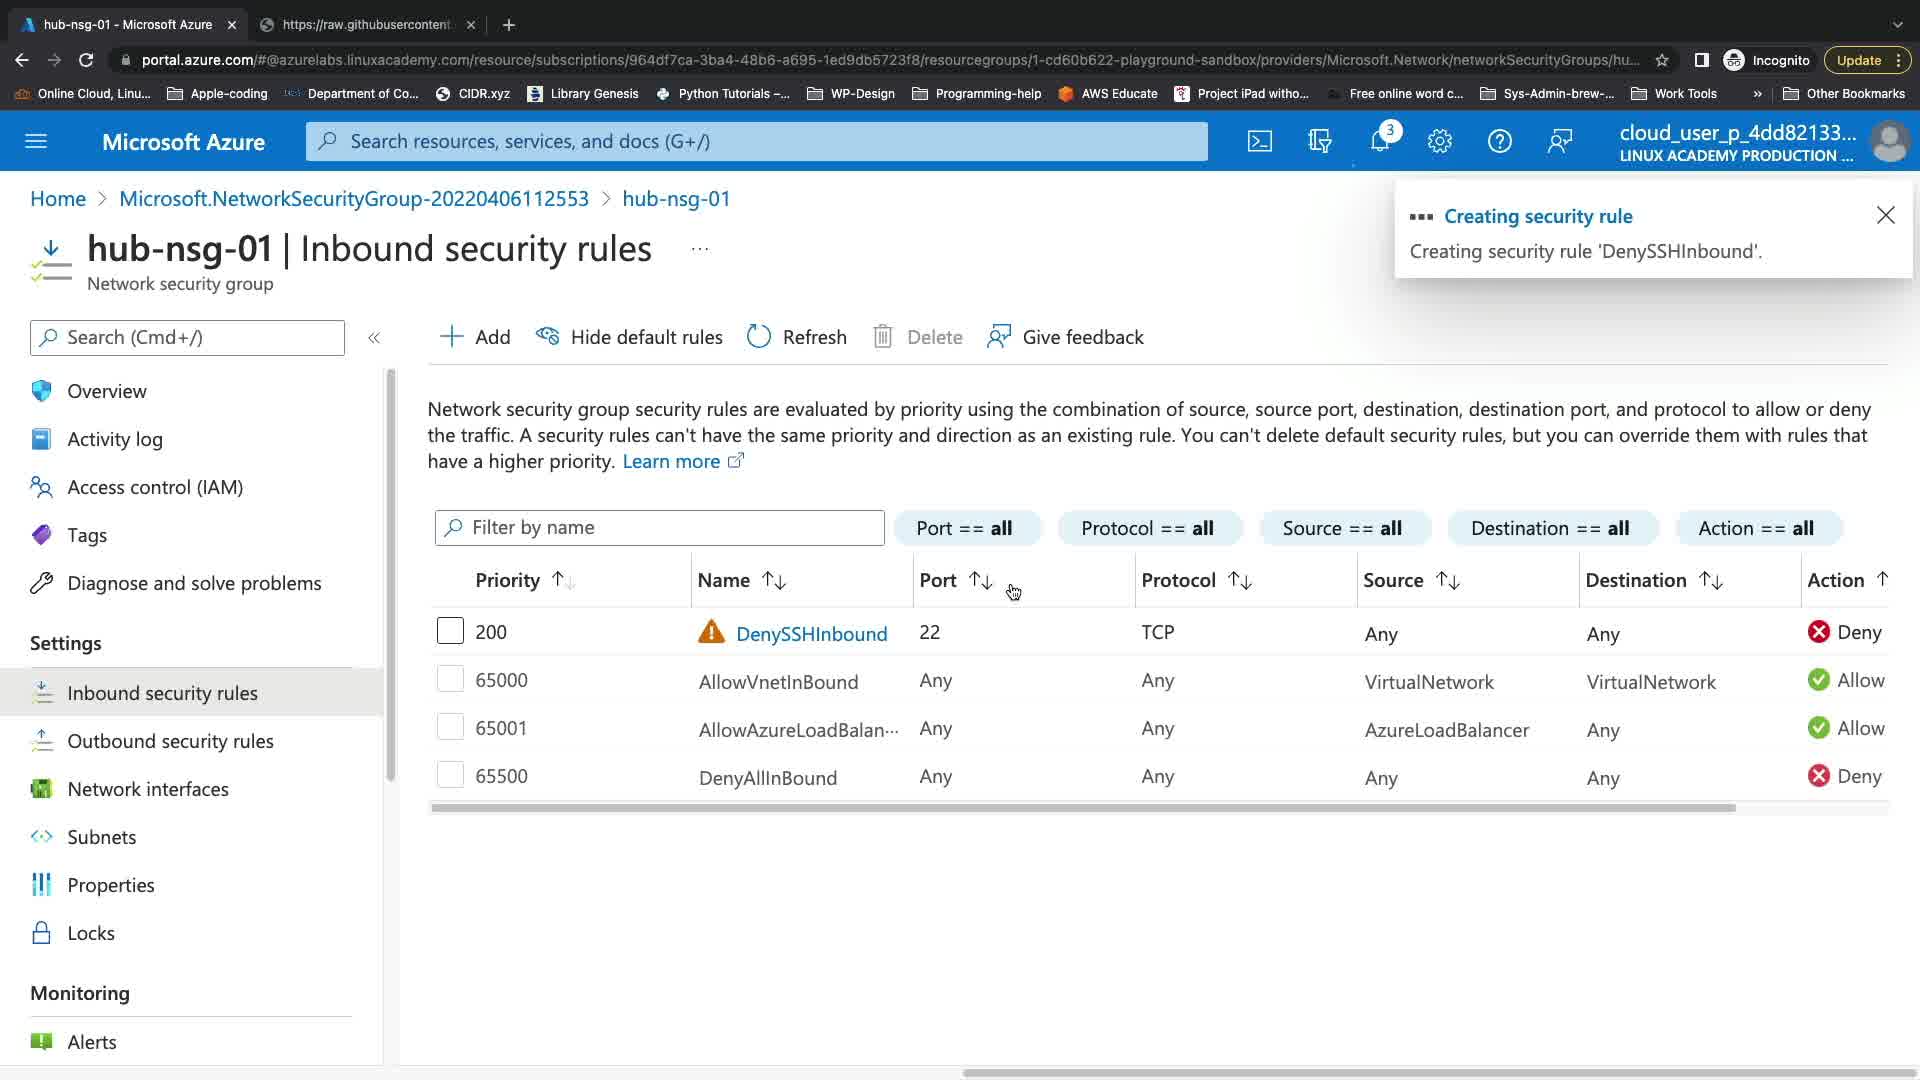 hub-nsg-01 - Microsoft Azure
https://raw.githubusercontent
portal.azure.com/#@azurelabs.linuxacademy.com/resource/subscriptions/964df7ca-3ba4-48b6-a695-1ed9db5723f8/resourcegroups/1-cd60b622-playground-sandbox/providers/Microsoft.Network/networkSecurityGroups/hu...
Incognito
Update
Online Cloud, Linu...
Apple-coding
Department of Co...
CIDR.xyz
Library Genesis
Python Tutorials –...
WP-Design
Programming-help
AWS Educate
Project iPad witho...
Free online word c...
Sys-Admin-brew-...
Work Tools
»
Other Bookmarks
Microsoft Azure
Search resources, services, and docs (G+/)
3
cloud_user_p_4dd82133...
LINUX ACADEMY PRODUCTION ...
Home > Microsoft.NetworkSecurityGroup-20220406112553 > hub-nsg-01
Creating security rule
Creating security rule 'DenySSHInbound'.
hub-nsg-01 | Inbound security rules ...
Network security group
Search (Cmd+/)
«
Add
Hide default rules
Refresh
Delete
Give feedback
Overview
Activity log
Access control (IAM)
Tags
Diagnose and solve problems
Settings
Inbound security rules
Outbound security rules
Network interfaces
Subnets
Properties
Locks
Monitoring
Alerts
Network security group security rules are evaluated by priority using the combination of source, source port, destination, destination port, and protocol to allow or deny
the traffic. A security rules can't have the same priority and direction as an existing rule. You can't delete default security rules, but you can override them with rules that
have a higher priority. Learn more
Filter by name
Port == all
Protocol == all
Source == all
Destination == all
Action == all
Priority ↑↓ Name ↑↓ Port ↑↓ Protocol ↑↓ Source ↑↓ Destination ↑↓ Action ↑
200 DenySSHInbound 22 TCP Any Any Deny
65000 AllowVnetInBound Any Any VirtualNetwork VirtualNetwork Allow
65001 AllowAzureLoadBalan... Any Any AzureLoadBalancer Any Allow
65500 DenyAllInBound Any Any Any Any Deny